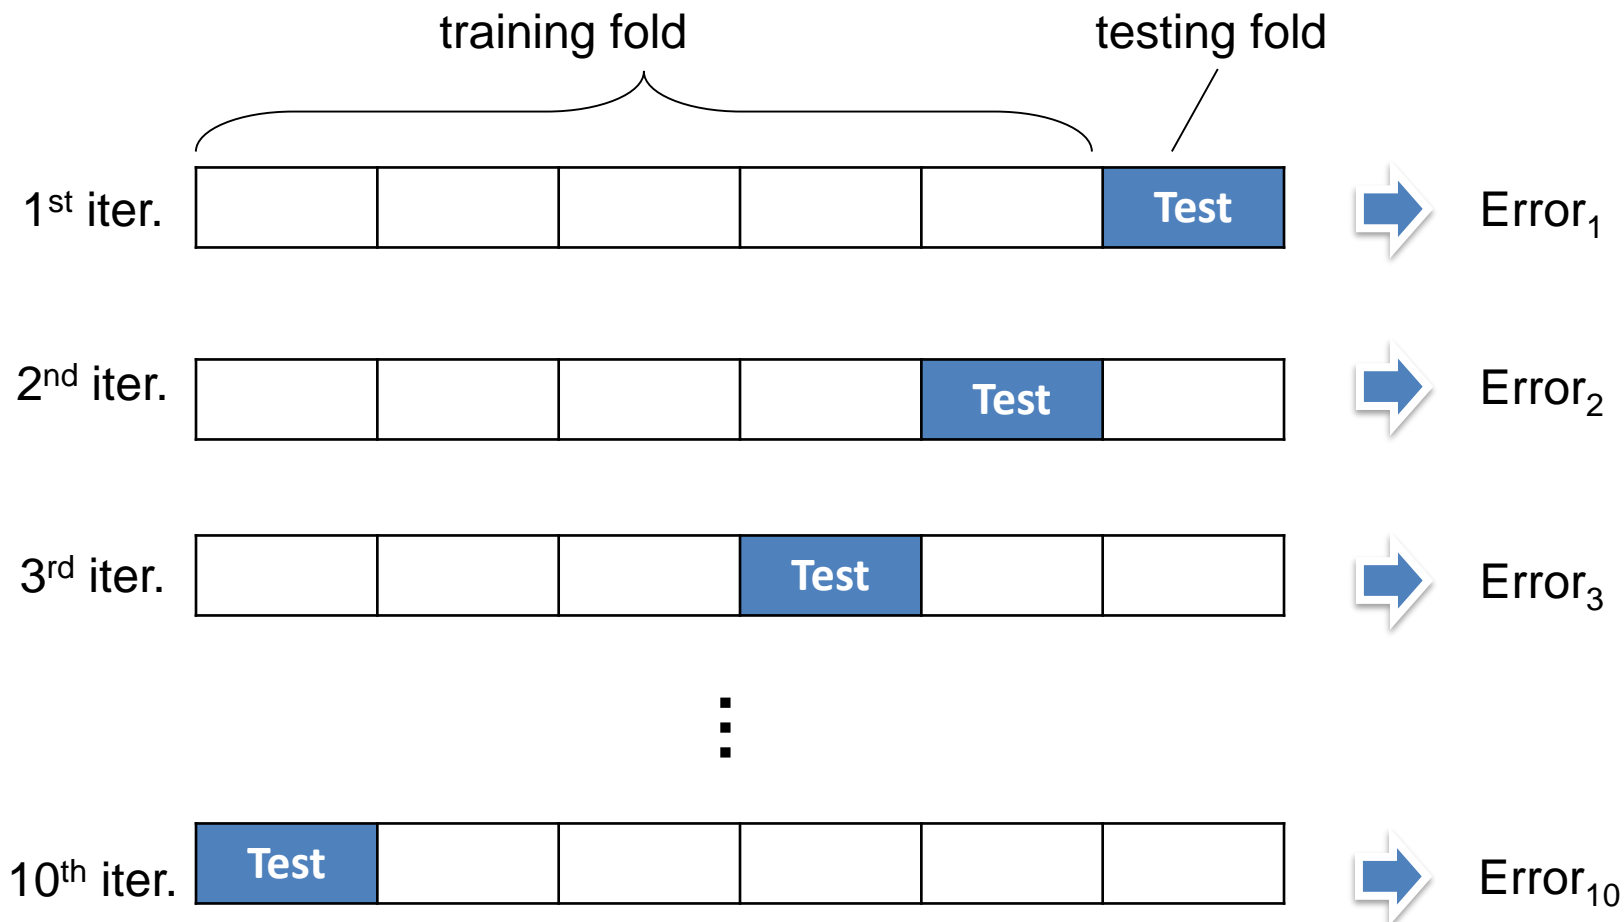 training fold testing fold
1st iter. Test Error1
2nd iter. Test Error2
3rd iter. Test Error3
10th iter. Test Error10